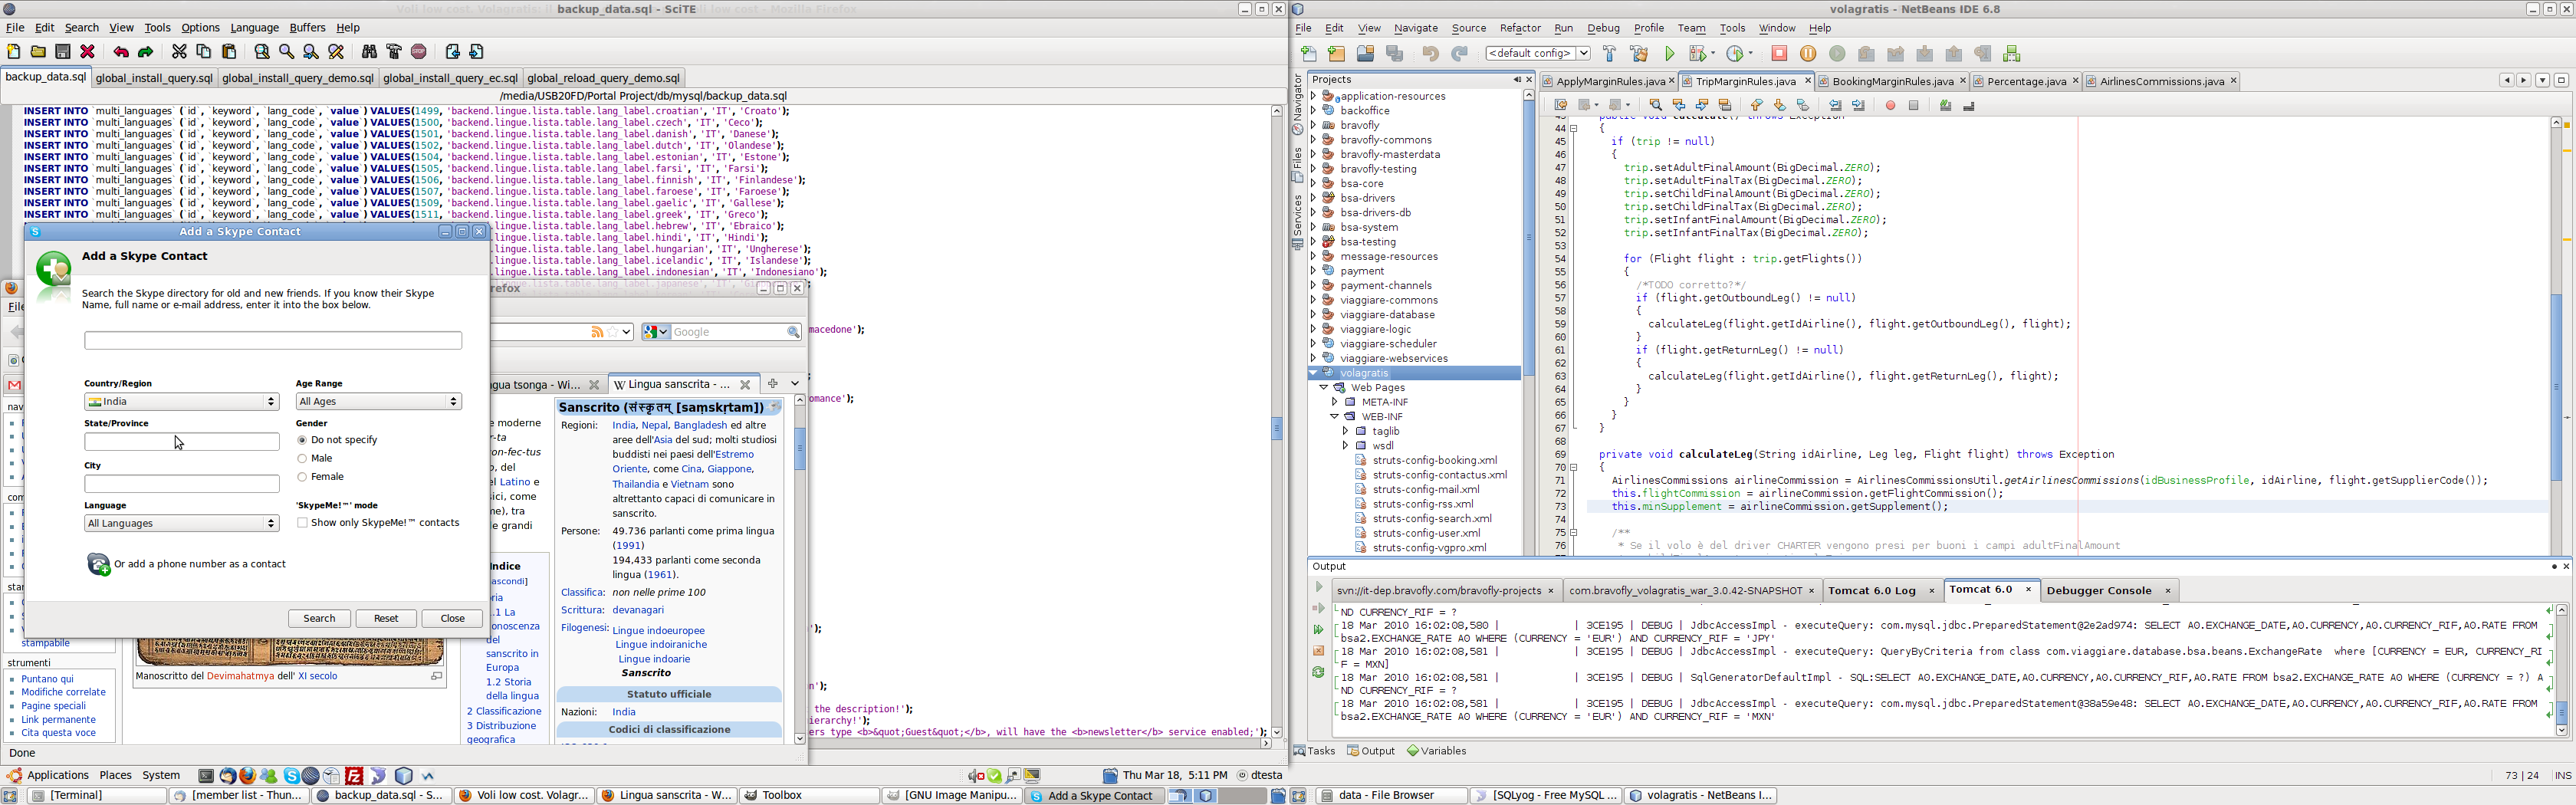 backup_data.sql - SciTE
File Edit Search View Tools Options Language Buffers Help
backup_data.sql global_install_query.sql global_install_query_demo.sql global_install_query_ec.sql global_reload_query_demo.sql
/media/USB20FD/Portal Project/db/mysql/backup_data.sql
INSERT INTO `multi_languages` (`id`, `keyword`, `lang_code`, `value`) VALUES(1499, 'backend.lingue.lista.table.lang_label.croatian', 'IT', 'Croato');
INSERT INTO `multi_languages` (`id`, `keyword`, `lang_code`, `value`) VALUES(1500, 'backend.lingue.lista.table.lang_label.czech', 'IT', 'Ceco');
INSERT INTO `multi_languages` (`id`, `keyword`, `lang_code`, `value`) VALUES(1501, 'backend.lingue.lista.table.lang_label.danish', 'IT', 'Danese');
INSERT INTO `multi_languages` (`id`, `keyword`, `lang_code`, `value`) VALUES(1502, 'backend.lingue.lista.table.lang_label.dutch', 'IT', 'Olandese');
INSERT INTO `multi_languages` (`id`, `keyword`, `lang_code`, `value`) VALUES(1504, 'backend.lingue.lista.table.lang_label.estonian', 'IT', 'Estone');
INSERT INTO `multi_languages` (`id`, `keyword`, `lang_code`, `value`) VALUES(1505, 'backend.lingue.lista.table.lang_label.farsi', 'IT', 'Farsi');
INSERT INTO `multi_languages` (`id`, `keyword`, `lang_code`, `value`) VALUES(1506, 'backend.lingue.lista.table.lang_label.finnish', 'IT', 'Finlandese');
INSERT INTO `multi_languages` (`id`, `keyword`, `lang_code`, `value`) VALUES(1507, 'backend.lingue.lista.table.lang_label.faroese', 'IT', 'Faroese');
INSERT INTO `multi_languages` (`id`, `keyword`, `lang_code`, `value`) VALUES(1509, 'backend.lingue.lista.table.lang_label.gaelic', 'IT', 'Gallese');
INSERT INTO `multi_languages` (`id`, `keyword`, `lang_code`, `value`) VALUES(1511, 'backend.lingue.lista.table.lang_label.greek', 'IT', 'Greco');
.lingue.lista.table.lang_label.hebrew', 'IT', 'Ebraico');
.lingue.lista.table.lang_label.hindi', 'IT', 'Hindi');
.lingue.lista.table.lang_label.hungarian', 'IT', 'Ungherese');
.lingue.lista.table.lang_label.icelandic', 'IT', 'Islandese');
.lingue.lista.table.lang_label.indonesian', 'IT', 'Indonesiano');
macedone');
omance');
the description!');
ierarchy!');
ers type <b>&quot;Guest&quot;</b>, will have the <b>newsletter</b> service enabled;');
Add a Skype Contact
Add a Skype Contact
Search the Skype directory for old and new friends. If you know their Skype
Name, full name or e-mail address, enter it into the box below.
Country/Region Age Range
India All Ages
State/Province Gender
Do not specify
Male
City
Female
Language 'SkypeMe!™' mode
All Languages Show only SkypeMe!™ contacts
Or add a phone number as a contact
Search Reset Close
refox
Google
gua tsonga - Wi... Lingua sanscrita - ...
Sanscrito (संस्कृतम् [saṃskṛtam])
Regioni: India, Nepal, Bangladesh ed altre
aree dell'Asia del sud; molti studiosi
buddisti nei paesi dell'Estremo
Oriente, come Cina, Giappone,
Thailandia e Vietnam sono
altrettanto capaci di comunicare in
sanscrito.
Persone: 49.736 parlanti come prima lingua
(1991)
194,433 parlanti come seconda
lingua (1961).
Classifica: non nelle prime 100
Scrittura: devanagari
Filogenesi: Lingue indoeuropee
Lingue indoiraniche
Lingue indoarie
Sanscrito
Statuto ufficiale
Nazioni: India
Codici di classificazione
e moderne
r-ta
on-fec-tus
o, del
el Latino e
sici, come
me), tra
le grandi
Indice
ascondi]
ria
.1 La
onoscenza
del
sanscrito in
Europa
1.2 Storia
della lingua
2 Classificazione
3 Distribuzione
geografica
stampabile
strumenti
Puntano qui
Modifiche correlate
Pagine speciali
Link permanente
Cita questa voce
Manoscritto del Devimahatmya dell' XI secolo
Done
Applications Places System
Thu Mar 18, 5:11 PM dtesta
[Terminal] [member list - Thun... backup_data.sql - S... Voli low cost. Volagr... Lingua sanscrita - W... Toolbox [GNU Image Manipu... Add a Skype Contact
volagratis - NetBeans IDE 6.8
File Edit View Navigate Source Refactor Run Debug Profile Team Tools Window Help
<default config>
Navigator
Files
Services
Projects
application-resources
backoffice
bravofly
bravofly-commons
bravofly-masterdata
bravofly-testing
bsa-core
bsa-drivers
bsa-drivers-db
bsa-system
bsa-testing
message-resources
payment
payment-channels
viaggiare-commons
viaggiare-database
viaggiare-logic
viaggiare-scheduler
viaggiare-webservices
volagratis
Web Pages
META-INF
WEB-INF
taglib
wsdl
struts-config-booking.xml
struts-config-contactus.xml
struts-config-mail.xml
struts-config-rss.xml
struts-config-search.xml
struts-config-user.xml
struts-config-vgpro.xml
ApplyMarginRules.java TripMarginRules.java BookingMarginRules.java Percentage.java AirlinesCommissions.java
44 {
45 if (trip != null)
46 {
47 trip.setAdultFinalAmount(BigDecimal.ZERO);
48 trip.setAdultFinalTax(BigDecimal.ZERO);
49 trip.setChildFinalAmount(BigDecimal.ZERO);
50 trip.setChildFinalTax(BigDecimal.ZERO);
51 trip.setInfantFinalAmount(BigDecimal.ZERO);
52 trip.setInfantFinalTax(BigDecimal.ZERO);
53
54 for (Flight flight : trip.getFlights())
55 {
56 /*TODO corretto?*/
57 if (flight.getOutboundLeg() != null)
58 {
59 calculateLeg(flight.getIdAirline(), flight.getOutboundLeg(), flight);
60 }
61 if (flight.getReturnLeg() != null)
62 {
63 calculateLeg(flight.getIdAirline(), flight.getReturnLeg(), flight);
64 }
65 }
66 }
67 }
68
69 private void calculateLeg(String idAirline, Leg leg, Flight flight) throws Exception
70 {
71 AirlinesCommissions airlineCommission = AirlinesCommissionsUtil.getAirlinesCommissions(idBusinessProfile, idAirline, flight.getSupplierCode());
72 this.flightCommission = airlineCommission.getFlightCommission();
73 this.minSupplement = airlineCommission.getSupplement();
74
75 /**
76 * Se il volo è del driver CHARTER vengono presi per buoni i campi adultFinalAmount
Output
svn://it-dep.bravofly.com/bravofly-projects com.bravofly_volagratis_war_3.0.42-SNAPSHOT Tomcat 6.0 Log Tomcat 6.0 Debugger Console
ND CURRENCY_RIF = ?
18 Mar 2010 16:02:08,580 | | 3CE195 | DEBUG | JdbcAccessImpl - executeQuery: com.mysql.jdbc.PreparedStatement@2e2ad974: SELECT A0.EXCHANGE_DATE,A0.CURRENCY,A0.CURRENCY_RIF,A0.RATE FROM
bsa2.EXCHANGE_RATE A0 WHERE (CURRENCY = 'EUR') AND CURRENCY_RIF = 'JPY'
18 Mar 2010 16:02:08,581 | | 3CE195 | DEBUG | JdbcAccessImpl - executeQuery: QueryByCriteria from class com.viaggiare.database.bsa.beans.ExchangeRate where [CURRENCY = EUR, CURRENCY_RI
F = MXN]
18 Mar 2010 16:02:08,581 | | 3CE195 | DEBUG | SqlGeneratorDefaultImpl - SQL:SELECT A0.EXCHANGE_DATE,A0.CURRENCY,A0.CURRENCY_RIF,A0.RATE FROM bsa2.EXCHANGE_RATE A0 WHERE (CURRENCY = ?) A
ND CURRENCY_RIF = ?
18 Mar 2010 16:02:08,581 | | 3CE195 | DEBUG | JdbcAccessImpl - executeQuery: com.mysql.jdbc.PreparedStatement@38a59e48: SELECT A0.EXCHANGE_DATE,A0.CURRENCY,A0.CURRENCY_RIF,A0.RATE FROM
bsa2.EXCHANGE_RATE A0 WHERE (CURRENCY = 'EUR') AND CURRENCY_RIF = 'MXN'
Tasks Output Variables
73 | 24 INS
data - File Browser [SQLyog - Free MySQL ... volagratis - NetBeans I...